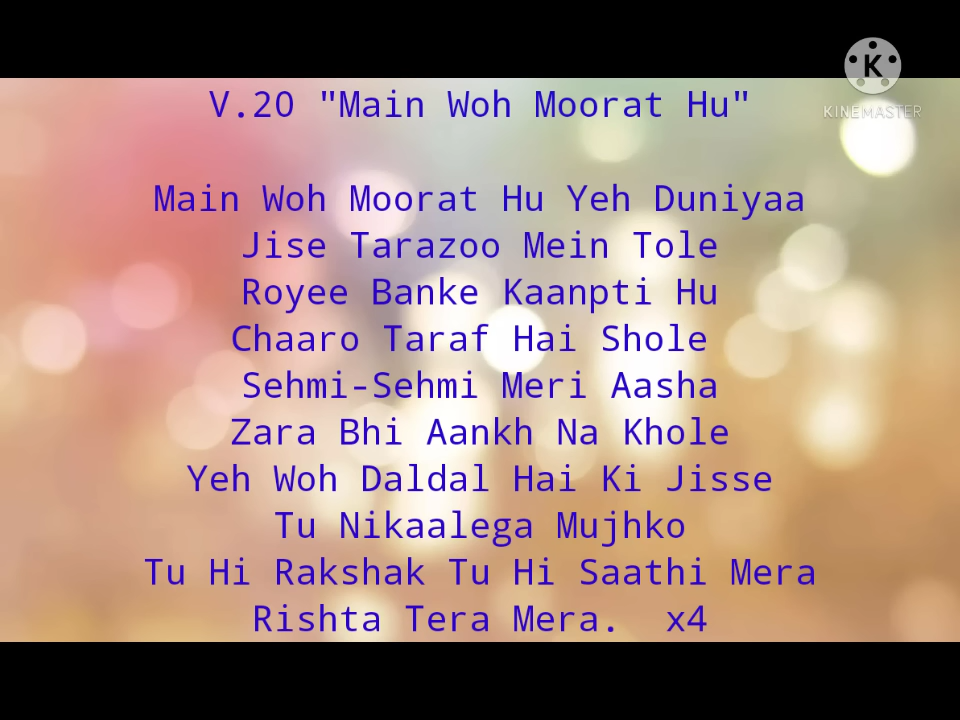 V.20 "Main Woh Moorat Hu"
K
KINEMASTER
Main Woh Moorat Hu Yeh Duniyaa
Jise Tarazoo Mein Tole
Royee Banke Kaanpti Hu
Chaaro Taraf Hai Shole
Sehmi-Sehmi Meri Aasha
Zara Bhi Aankh Na Khole
Yeh Woh Daldal Hai Ki Jisse
Tu Nikaalega Mujhko
Tu Hi Rakshak Tu Hi Saathi Mera
Rishta Tera Mera.  x4